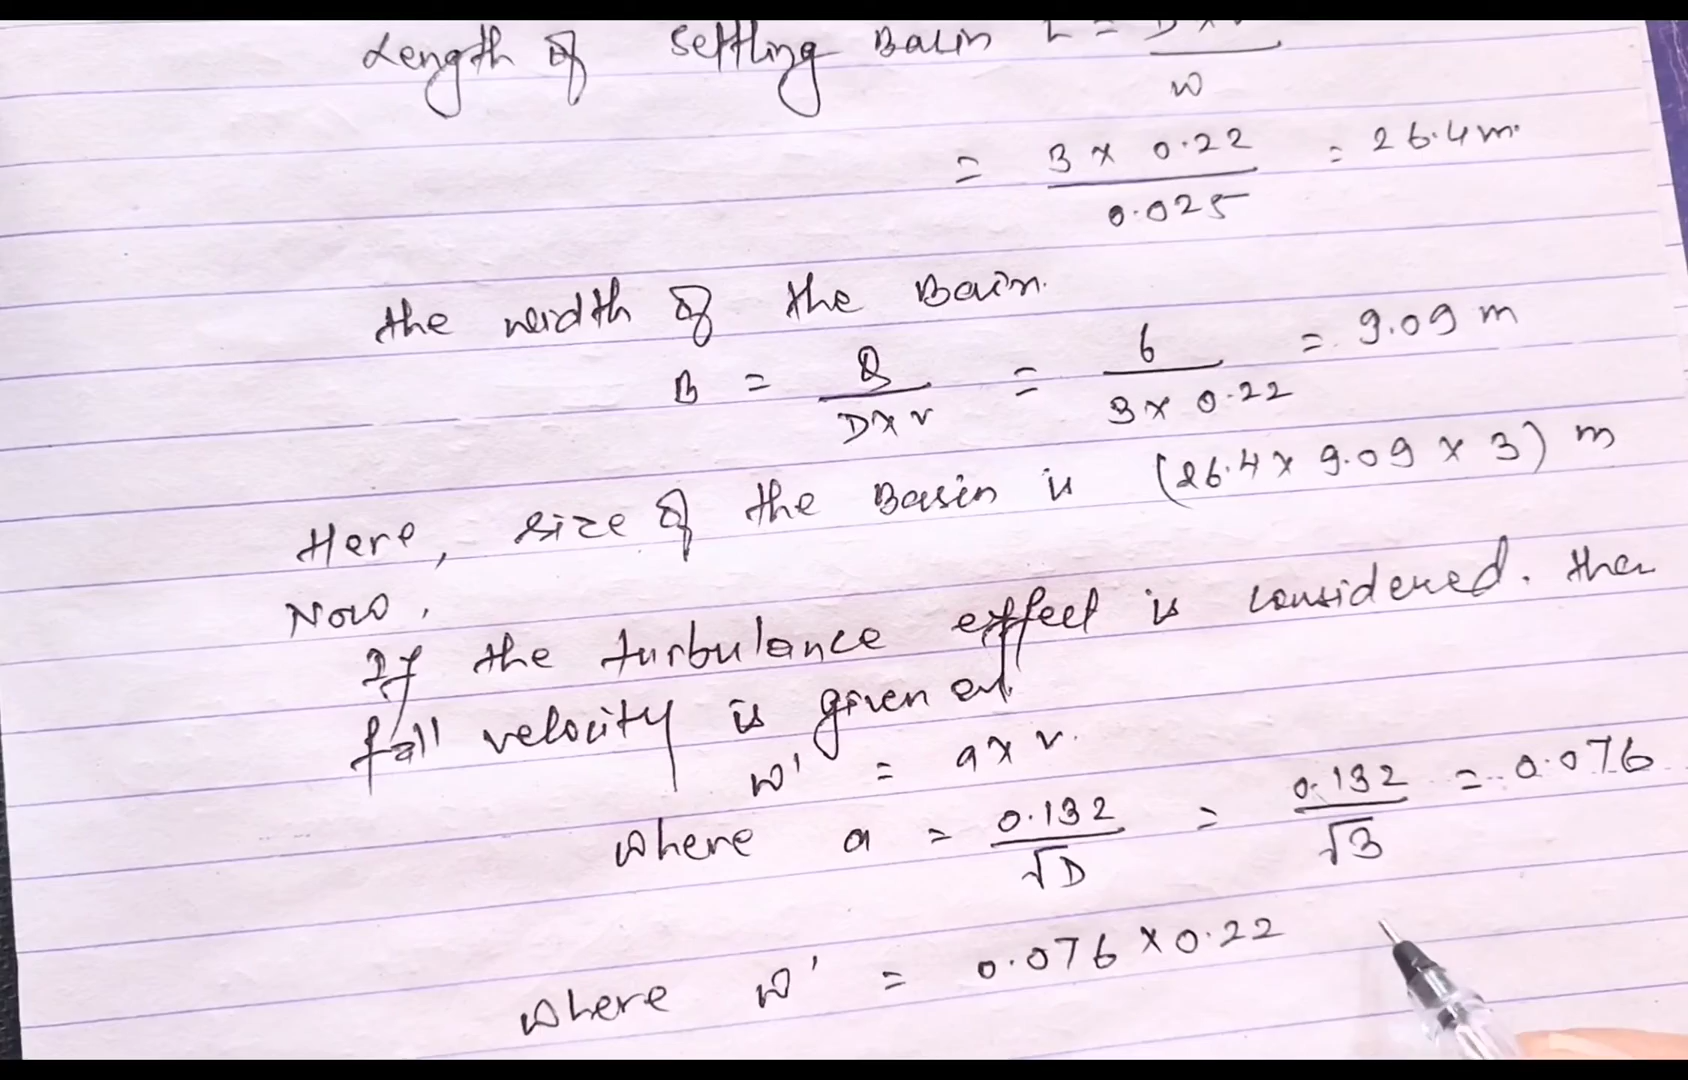 Length of settling Basin L = D x v / w
= 3 x 0.22 / 0.025 = 26.4 m.
the width of the Basin.
B = Q / D x v = 6 / 3 x 0.22 = 9.09 m
Here, size of the Basin is (26.4 x 9.09 x 3) m
Now,
If the turbulance effect is considered. then
fall velocity is given as
w' = a x v.
where a = 0.132 / √D = 0.132 / √3 = 0.076
where w' = 0.076 x 0.22